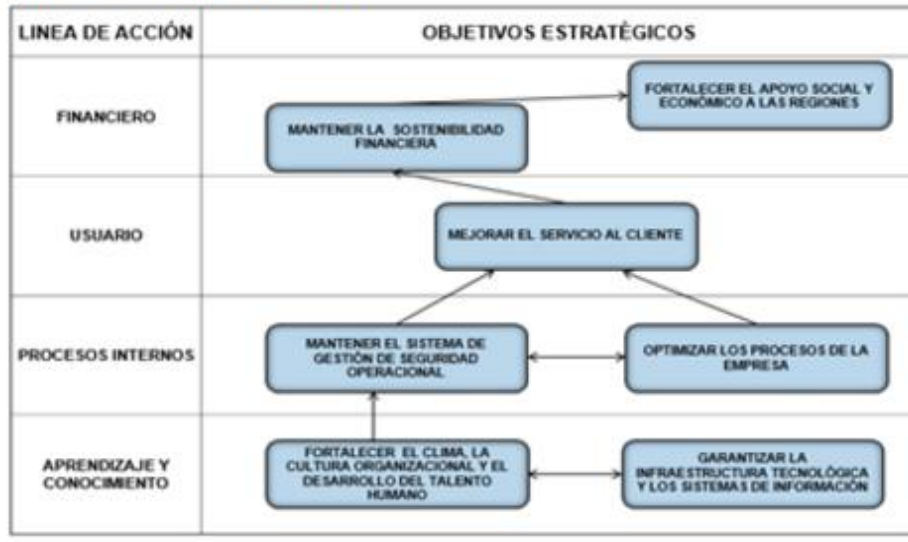 LINEA DE ACCIÓN
OBJETIVOS ESTRATÉGICOS
FINANCIERO
FORTALECER EL APOYO SOCIAL Y
ECONÓMICO A LAS REGIONES
MANTENER LA SOSTENIBILIDAD
FINANCIERA
USUARIO
MEJORAR EL SERVICIO AL CLIENTE
PROCESOS INTERNOS
MANTENER EL SISTEMA DE
GESTIÓN DE SEGURIDAD
OPERACIONAL
OPTIMIZAR LOS PROCESOS DE LA
EMPRESA
APRENDIZAJE Y
CONOCIMIENTO
FORTALECER EL CLIMA, LA
CULTURA ORGANIZACIONAL Y EL
DESARROLLO DEL TALENTO
HUMANO
GARANTIZAR LA
INFRAESTRUCTURA TECNOLÓGICA
Y LOS SISTEMAS DE INFORMACIÓN